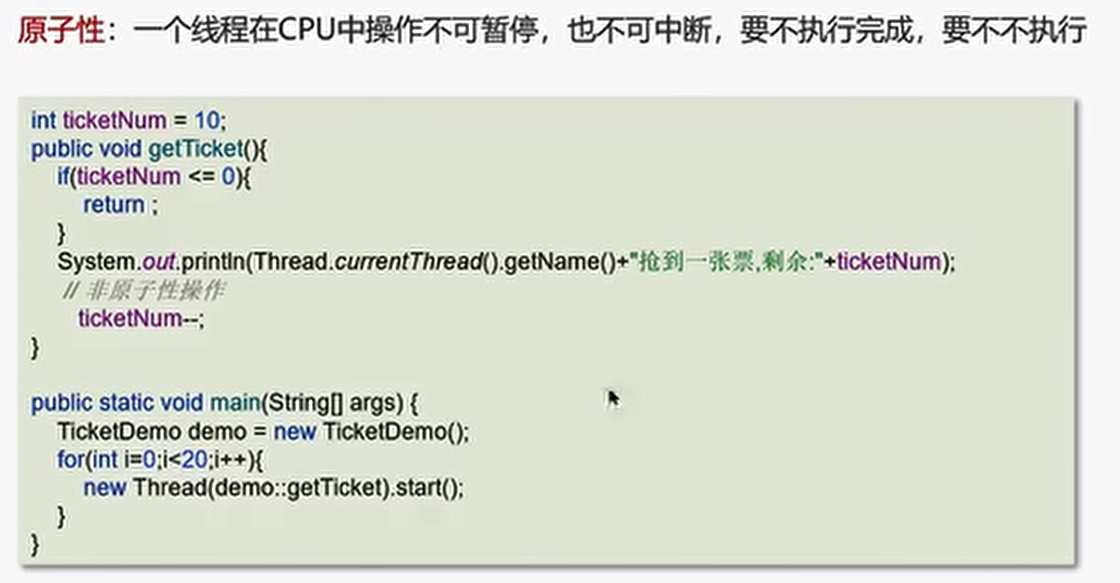 原子性：一个线程在CPU中操作不可暂停，也不可中断，要不执行完成，要不不执行
int ticketNum = 10;
public void getTicket(){
if(ticketNum <= 0){
return ;
}
System.out.println(Thread.currentThread().getName()+"抢到一张票,剩余:"+ticketNum);
// 非原子性操作
ticketNum--;
}
public static void main(String[] args) {
TicketDemo demo = new TicketDemo();
for(int i=0;i<20;i++){
new Thread(demo::getTicket).start();
}
}